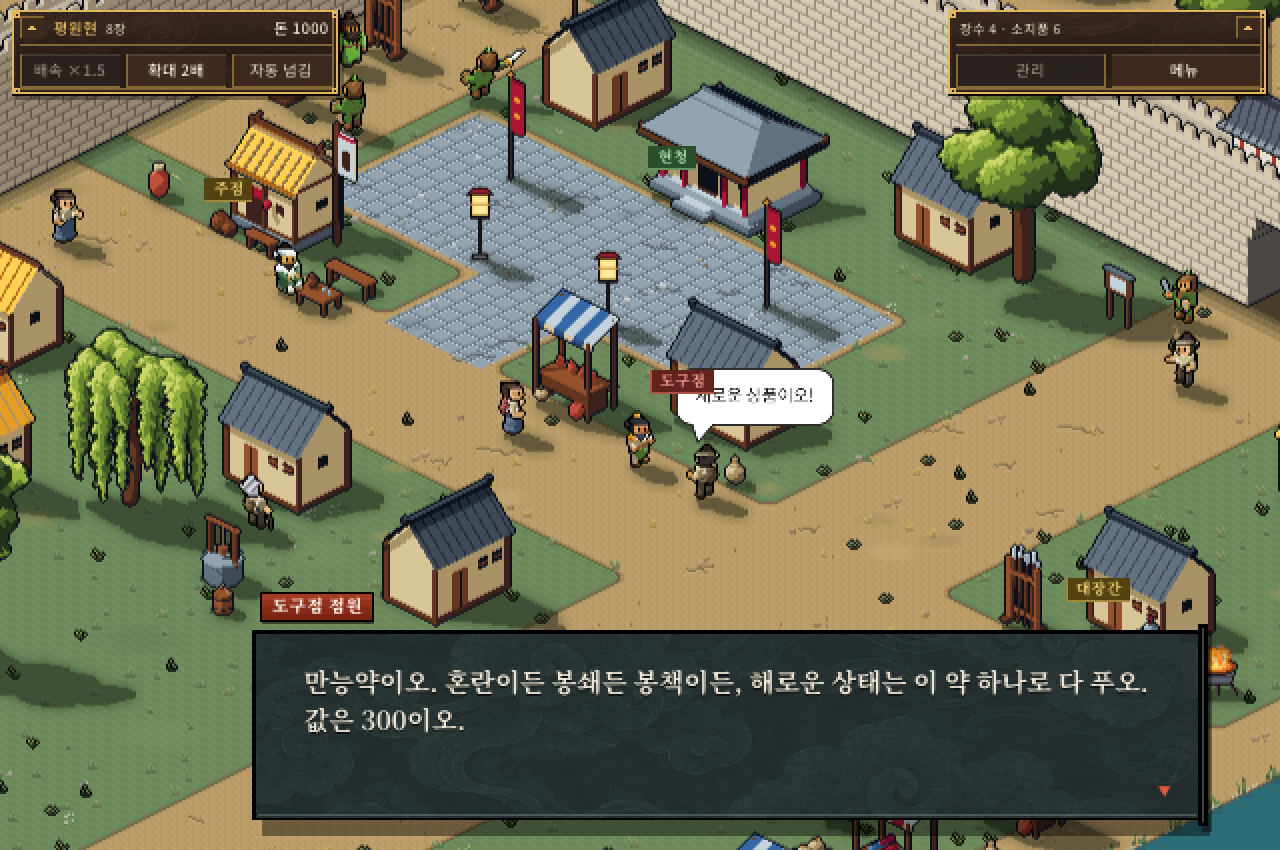 평원현 8장
돈 1000
배속 ×1.5
확대 2배
자동 넘김
장수 4 · 소지품 6
관리
메뉴
현청
주점
도구점
새로운 상품이오!
대장간
도구점 점원
만능약이오. 혼란이든 봉쇄든 봉책이든, 해로운 상태는 이 약 하나로 다 푸오.
값은 300이오.